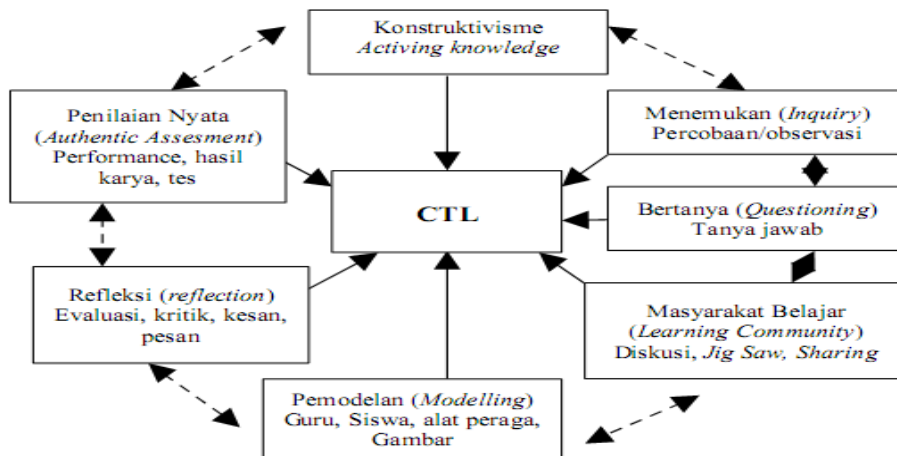 Konstruktivisme
Activing knowledge
Penilaian Nyata
(Authentic Assesment)
Performance, hasil
karya, tes
Menemukan (Inquiry)
Percobaan/observasi
CTL
Bertanya (Questioning)
Tanya jawab
Refleksi (reflection)
Evaluasi, kritik, kesan,
pesan
Masyarakat Belajar
(Learning Community)
Diskusi, Jig Saw, Sharing
Pemodelan (Modelling)
Guru, Siswa, alat peraga,
Gambar